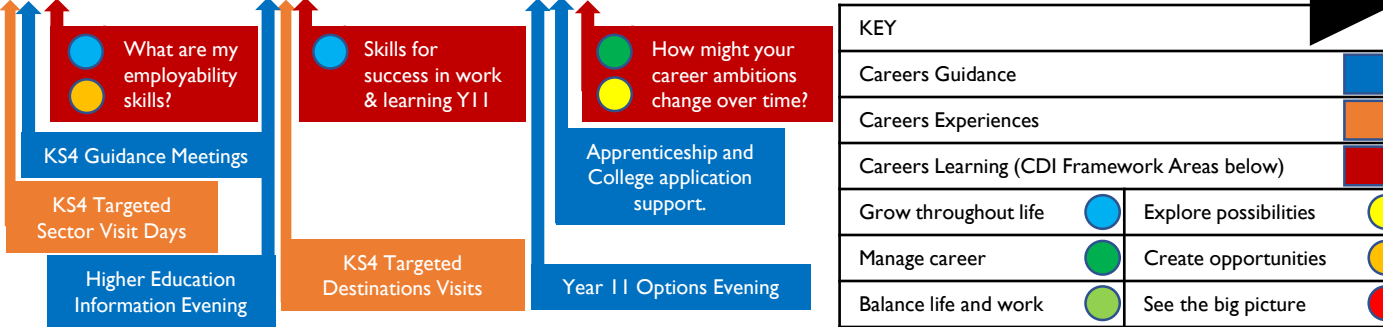 What are my
employability
skills?
Skills for
success in work
& learning Y11
How might your
career ambitions
change over time?
KS4 Guidance Meetings
KS4 Targeted
Sector Visit Days
Higher Education
Information Evening
KS4 Targeted
Destinations Visits
Apprenticeship and
College application
support.
Year 11 Options Evening
KEY
Careers Guidance
Careers Experiences
Careers Learning (CDI Framework Areas below)
Grow throughout life
Explore possibilities
Manage career
Create opportunities
Balance life and work
See the big picture